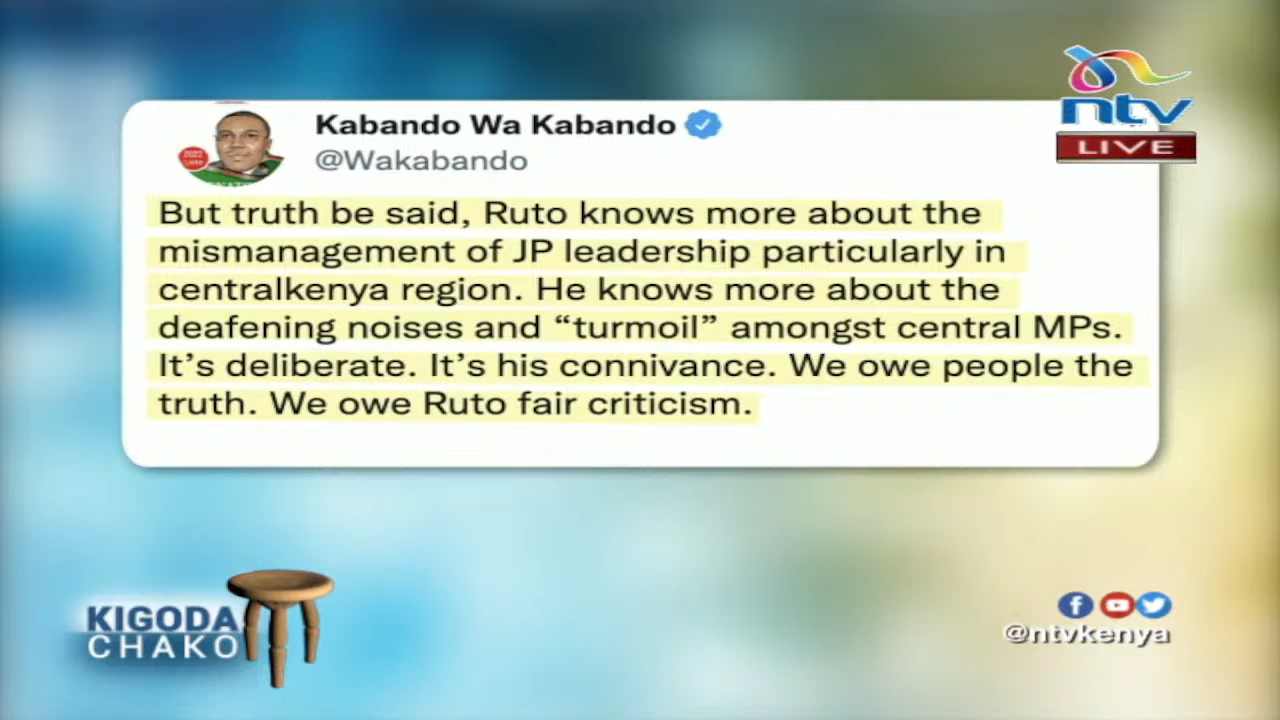 ntv
LIVE
Kabando Wa Kabando
@Wakabando
But truth be said, Ruto knows more about the
mismanagement of JP leadership particularly in
centralkenya region. He knows more about the
deafening noises and “turmoil” amongst central MPs.
It’s deliberate. It’s his connivance. We owe people the
truth. We owe Ruto fair criticism.
KIGODA
CHAKO
@ntvkenya